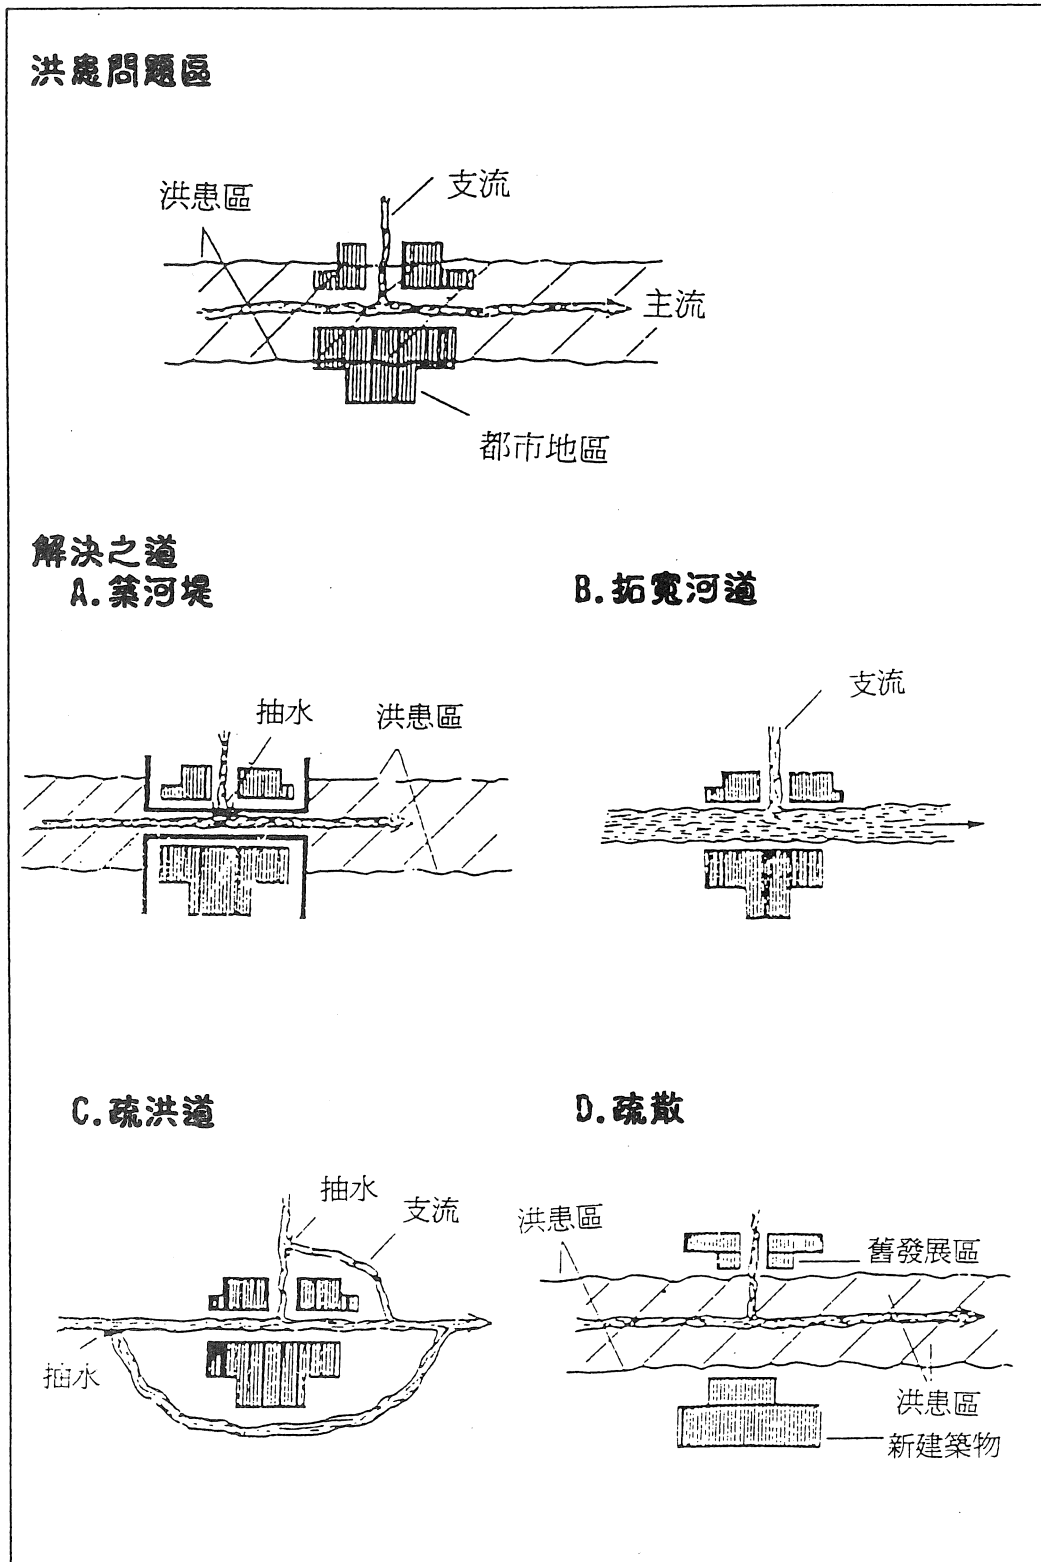 洪患問題區
洪患區
支流
主流
都市地區
解決之道
A.築河堤
B.拓寬河道
抽水
洪患區
支流
C.疏洪道
D.疏散
抽水
支流
抽水
洪患區
舊發展區
洪患區
新建築物